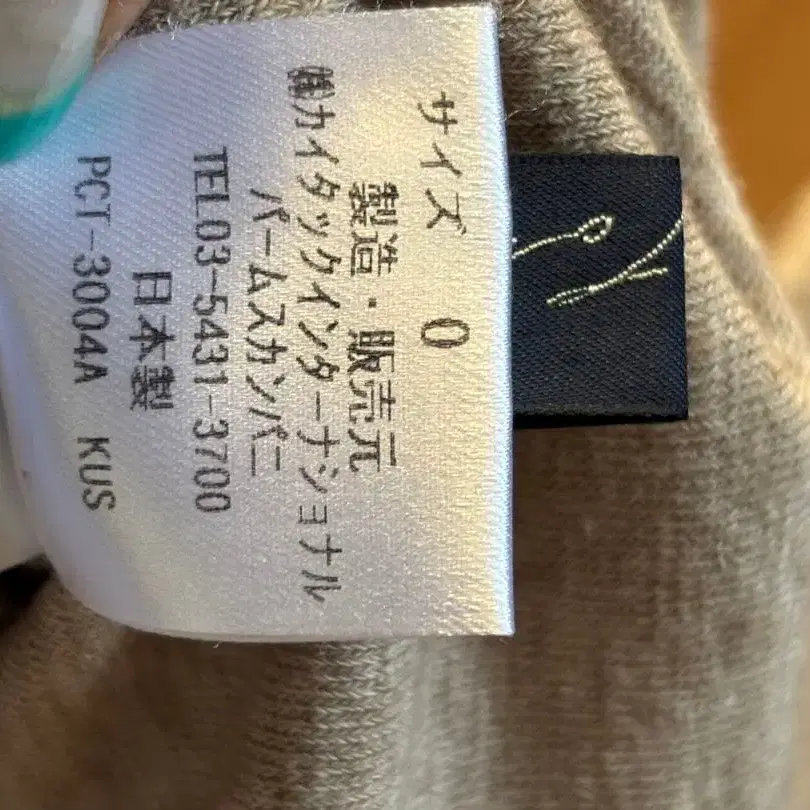 サイズ 0
製造・販売元
㈱カイタックインターナショナル
パームスカンパニ
TEL03-5431-3700
日本製
PCT-3004A KUS